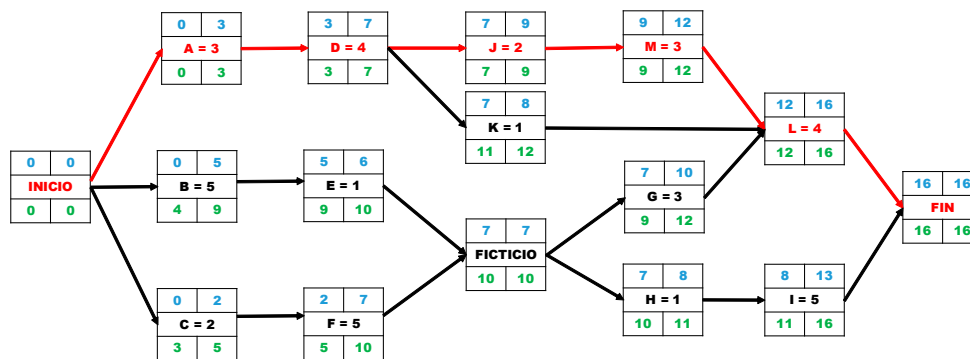 0 3
A = 3
0 3
3 7
D = 4
3 7
7 9
J = 2
7 9
9 12
M = 3
9 12
7 8
K = 1
11 12
12 16
L = 4
12 16
0 0
INICIO
0 0
0 5
B = 5
4 9
5 6
E = 1
9 10
7 10
G = 3
9 12
16 16
FIN
16 16
7 7
FICTICIO
10 10
0 2
C = 2
3 5
2 7
F = 5
5 10
7 8
H = 1
10 11
8 13
I = 5
11 16